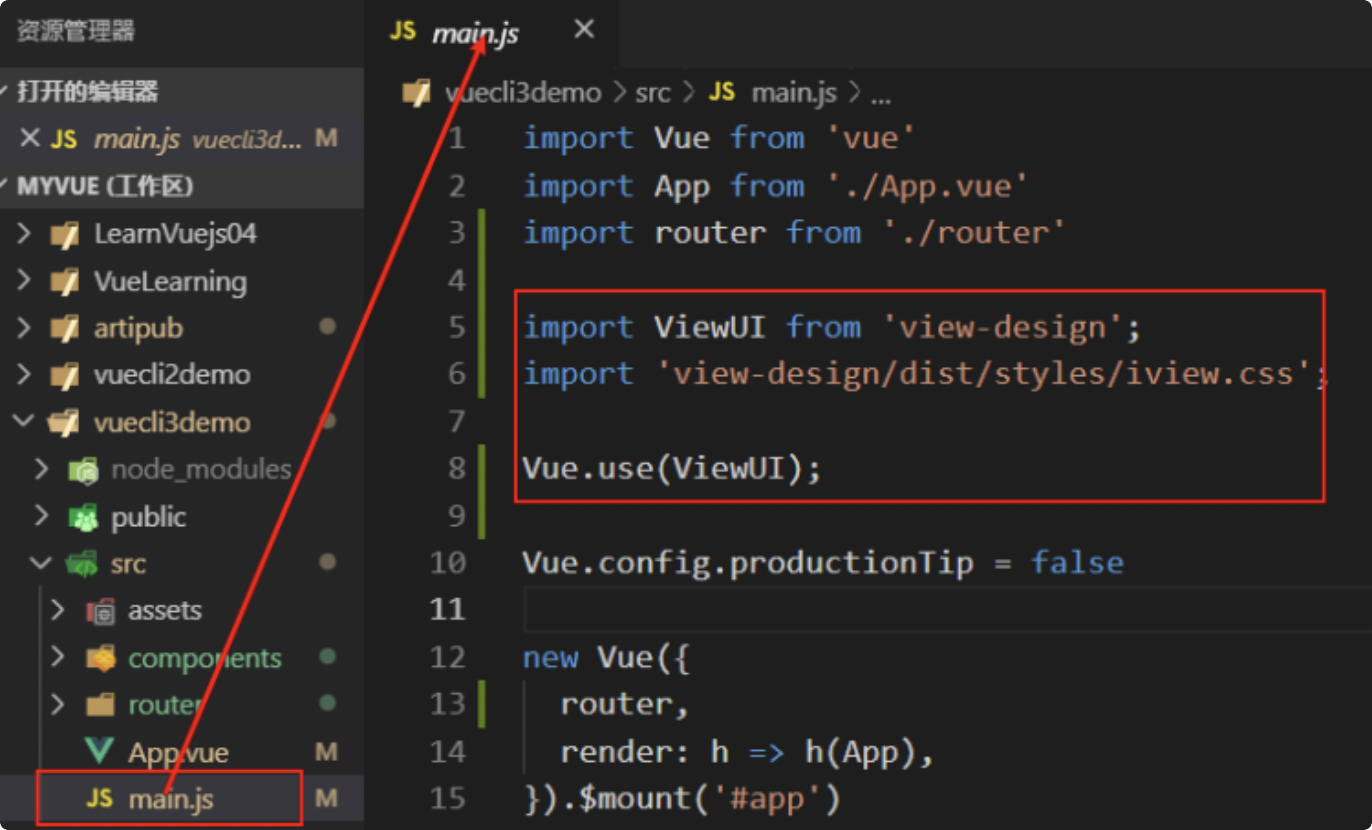 资源管理器
打开的编辑器
JS main.js vuecli3d... M
MYVUE (工作区)
LearnVuejs04
VueLearning
artipub
vuecli2demo
vuecli3demo
node_modules
public
src
assets
components
router
App.vue M
JS main.js M
JS main.js
vuecli3demo > src > JS main.js > ...
1 import Vue from 'vue'
2 import App from './App.vue'
3 import router from './router'
4
5 import ViewUI from 'view-design';
6 import 'view-design/dist/styles/iview.css';
7
8 Vue.use(ViewUI);
9
10 Vue.config.productionTip = false
11
12 new Vue({
13 router,
14 render: h => h(App),
15 }).$mount('#app')